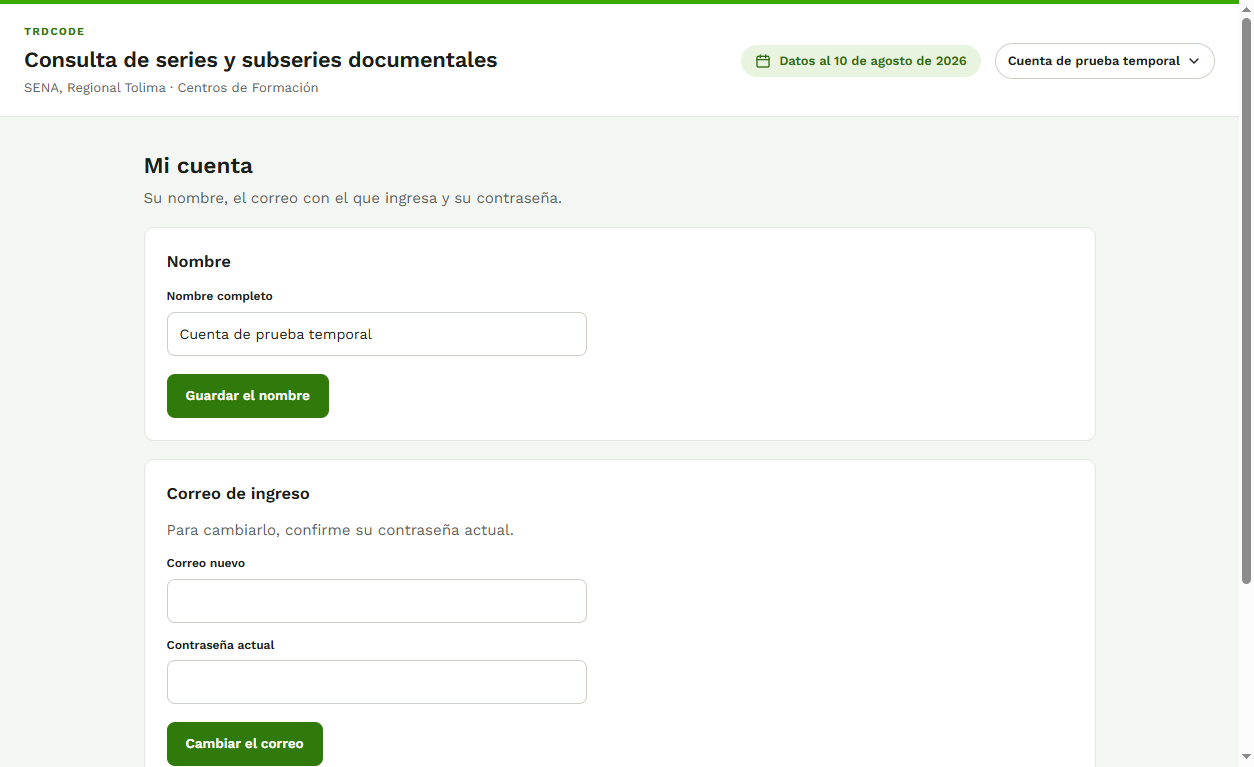 TRDCODE
Consulta de series y subseries documentales
SENA, Regional Tolima · Centros de Formación
Datos al 10 de agosto de 2026
Cuenta de prueba temporal
Mi cuenta
Su nombre, el correo con el que ingresa y su contraseña.
Nombre
Nombre completo
Cuenta de prueba temporal
Guardar el nombre
Correo de ingreso
Para cambiarlo, confirme su contraseña actual.
Correo nuevo
Contraseña actual
Cambiar el correo